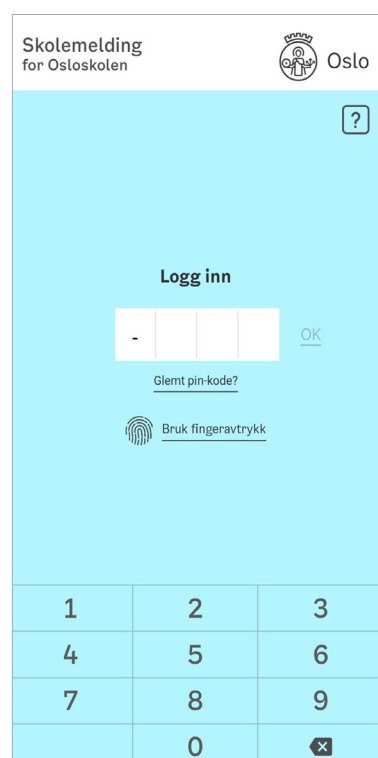 Skolemelding
for Osloskolen
Oslo
?
Logg inn
-
OK
Glemt pin-kode?
Bruk fingeravtrykk
1 2 3
4 5 6
7 8 9
0